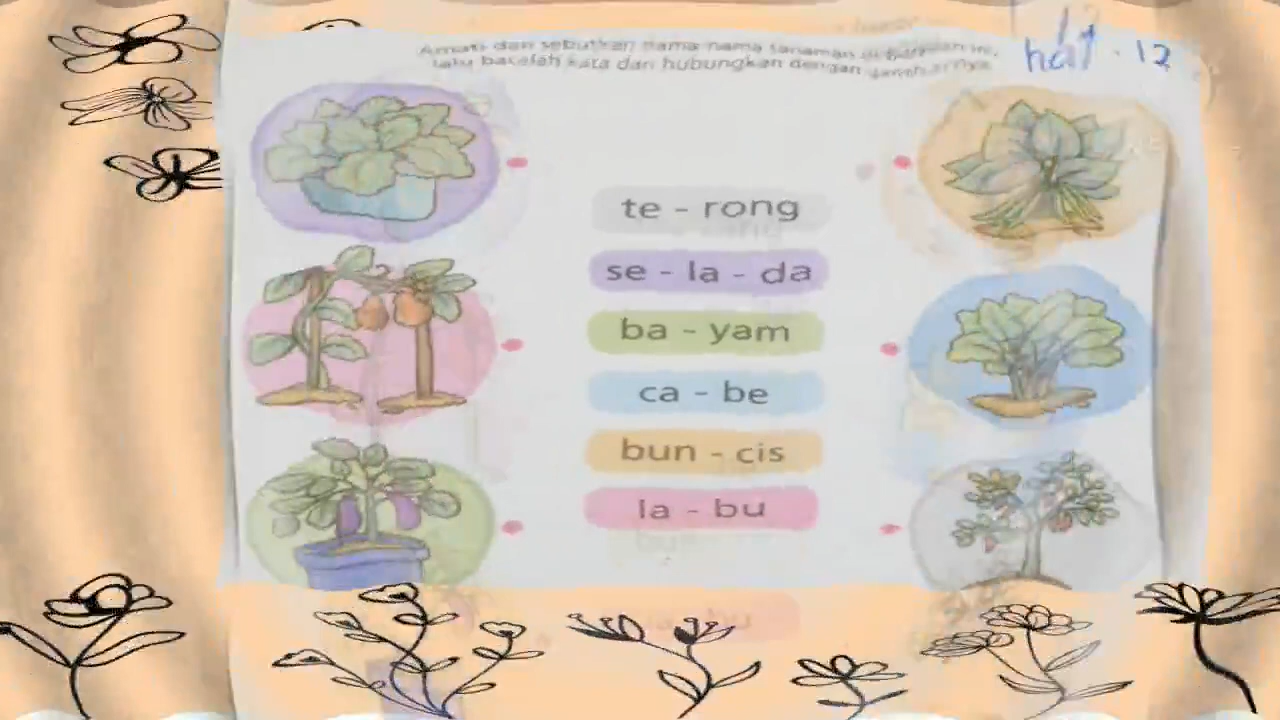 Amati dan sebutkan nama-nama tanaman di bawah ini,
lalu bacalah kata dan hubungkan dengan gambarnya.
hal . 12
te - rong
se - la - da
ba - yam
ca - be
bun - cis
la - bu